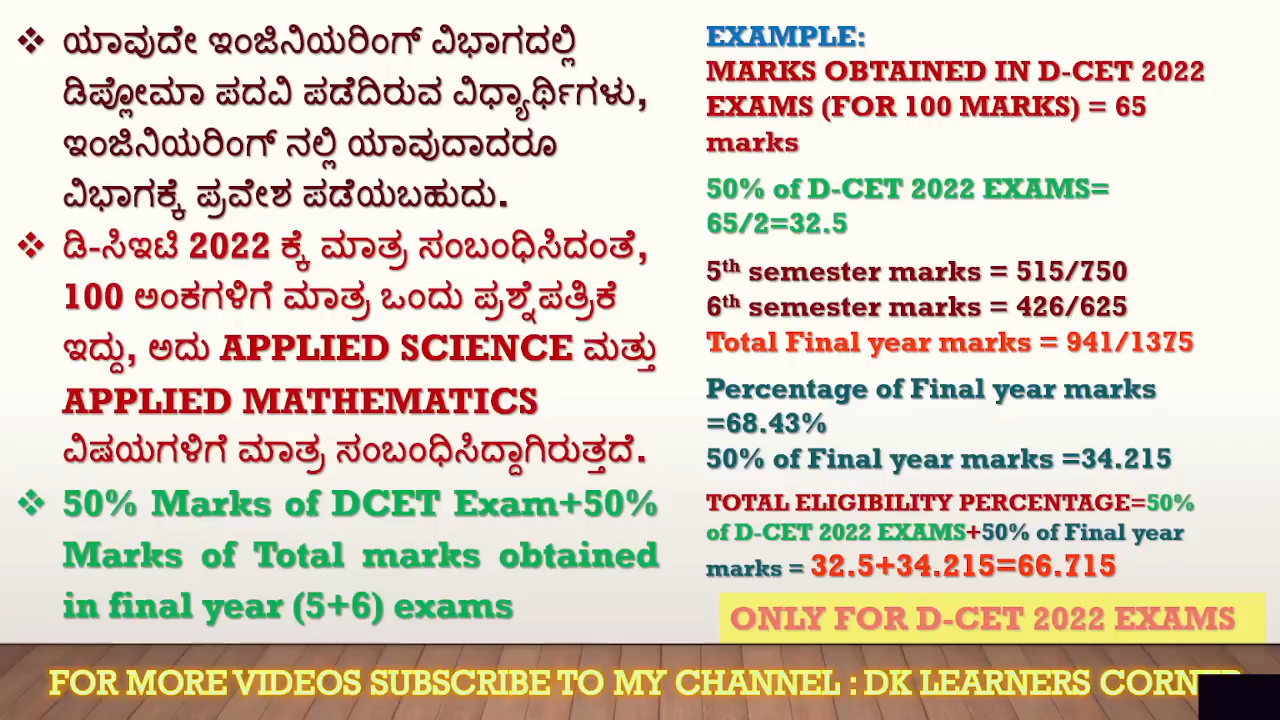 ❖ ಯಾವುದೇ ಇಂಜಿನಿಯರಿಂಗ್ ವಿಭಾಗದಲ್ಲಿ
ಡಿಪ್ಲೋಮಾ ಪದವಿ ಪಡೆದಿರುವ ವಿಧ್ಯಾರ್ಥಿಗಳು,
ಇಂಜಿನಿಯರಿಂಗ್ ನಲ್ಲಿ ಯಾವುದಾದರೂ
ವಿಭಾಗಕ್ಕೆ ಪ್ರವೇಶ ಪಡೆಯಬಹುದು.
❖ ಡಿ-ಸಿಇಟಿ 2022 ಕ್ಕೆ ಮಾತ್ರ ಸಂಬಂಧಿಸಿದಂತೆ,
100 ಅಂಕಗಳಿಗೆ ಮಾತ್ರ ಒಂದು ಪ್ರಶ್ನೆಪತ್ರಿಕೆ
ಇದ್ದು, ಅದು APPLIED SCIENCE ಮತ್ತು
APPLIED MATHEMATICS
ವಿಷಯಗಳಿಗೆ ಮಾತ್ರ ಸಂಬಂಧಿಸಿದ್ದಾಗಿರುತ್ತದೆ.
❖ 50% Marks of DCET Exam+50%
Marks of Total marks obtained
in final year (5+6) exams
EXAMPLE:
MARKS OBTAINED IN D-CET 2022
EXAMS (FOR 100 MARKS) = 65
marks
50% of D-CET 2022 EXAMS=
65/2=32.5
5th semester marks = 515/750
6th semester marks = 426/625
Total Final year marks = 941/1375
Percentage of Final year marks
=68.43%
50% of Final year marks =34.215
TOTAL ELIGIBILITY PERCENTAGE=50%
of D-CET 2022 EXAMS+50% of Final year
marks = 32.5+34.215=66.715
ONLY FOR D-CET 2022 EXAMS
FOR MORE VIDEOS SUBSCRIBE TO MY CHANNEL : DK LEARNERS CORNER